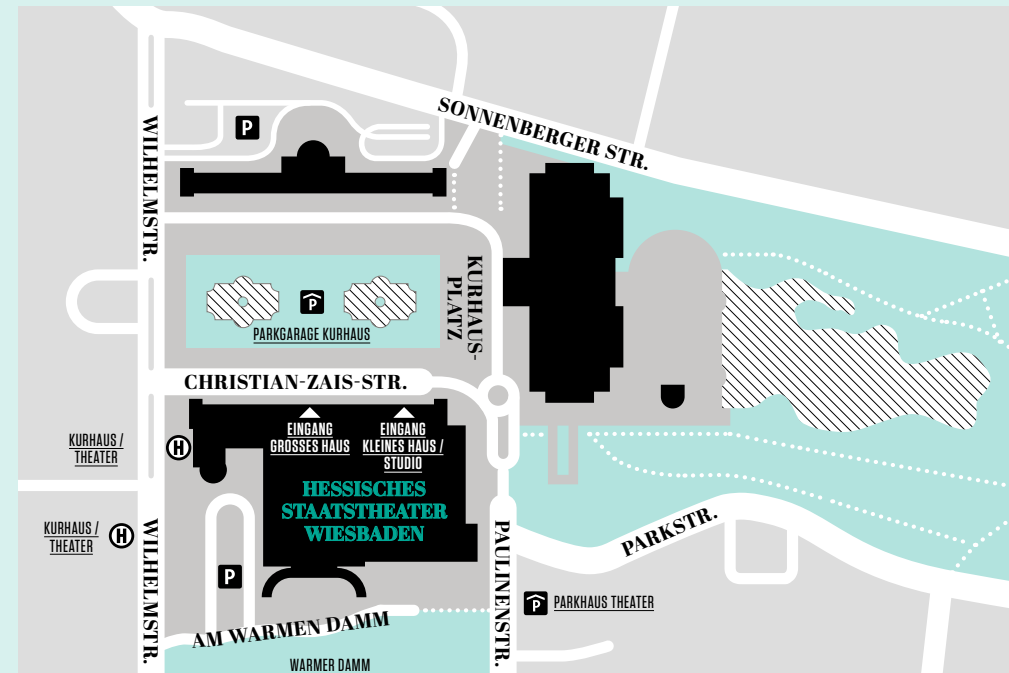 SONNENBERGER STR.
WILHELMSTR.
P
KURHAUS-
PLATZ
P
PARKGARAGE KURHAUS
CHRISTIAN-ZAIS-STR.
EINGANG
GROSSES HAUS
EINGANG
KLEINES HAUS /
STUDIO
KURHAUS /
THEATER
H
HESSISCHES
STAATSTHEATER
WIESBADEN
KURHAUS /
THEATER
H
WILHELMSTR.
P
PAULINENSTR.
PARKSTR.
P
PARKHAUS THEATER
AM WARMEN DAMM
WARMER DAMM